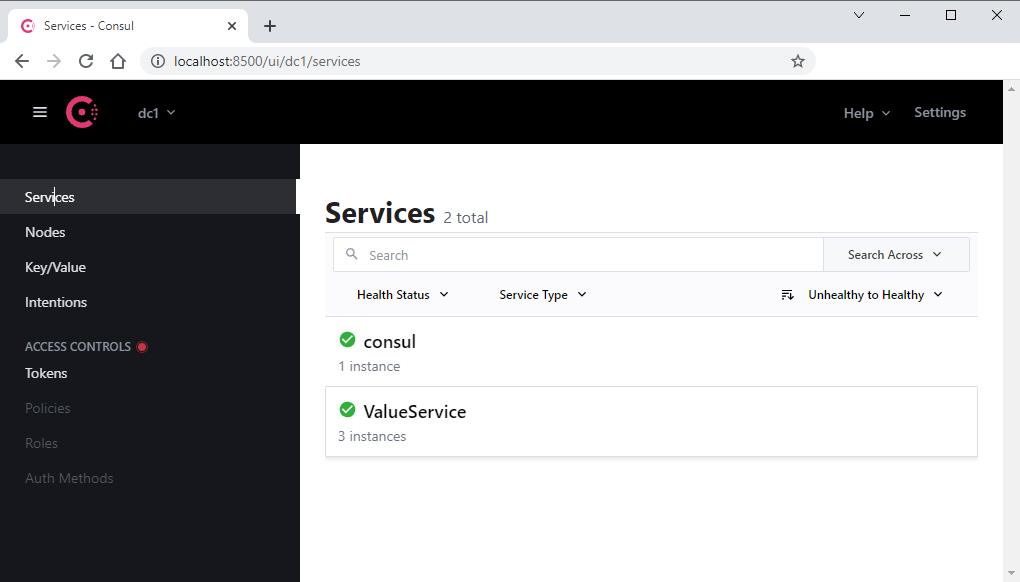 Services - Consul
localhost:8500/ui/dc1/services
dc1
Help
Settings
Services
Nodes
Key/Value
Intentions
ACCESS CONTROLS
Tokens
Policies
Roles
Auth Methods
Services 2 total
Search
Search Across
Health Status
Service Type
Unhealthy to Healthy
consul
1 instance
ValueService
3 instances